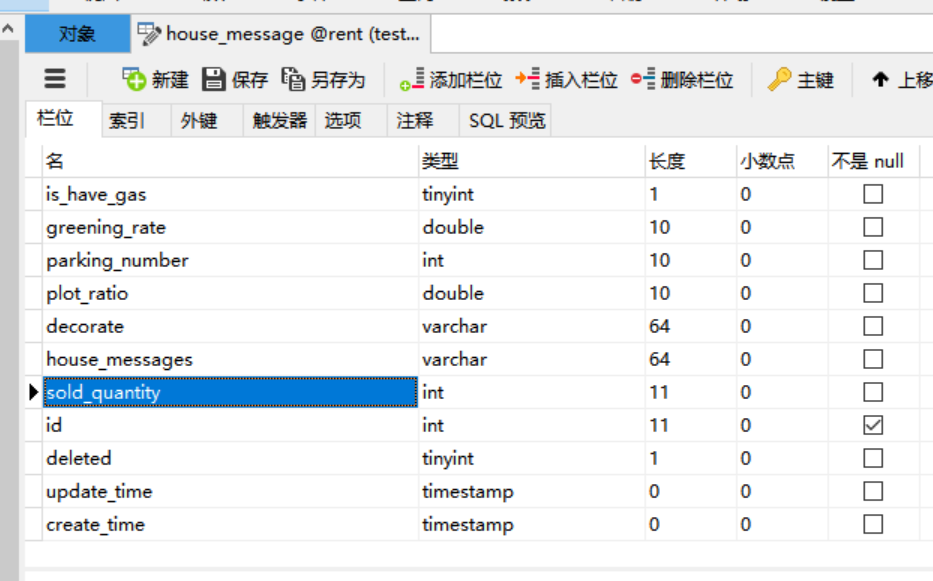 对象 house_message @rent (test...
新建 保存 另存为 添加栏位 插入栏位 删除栏位 主键 上移
栏位 索引 外键 触发器 选项 注释 SQL 预览
名 类型 长度 小数点 不是 null
is_have_gas tinyint 1 0
greening_rate double 10 0
parking_number int 10 0
plot_ratio double 10 0
decorate varchar 64 0
house_messages varchar 64 0
sold_quantity int 11 0
id int 11 0
deleted tinyint 1 0
update_time timestamp 0 0
create_time timestamp 0 0